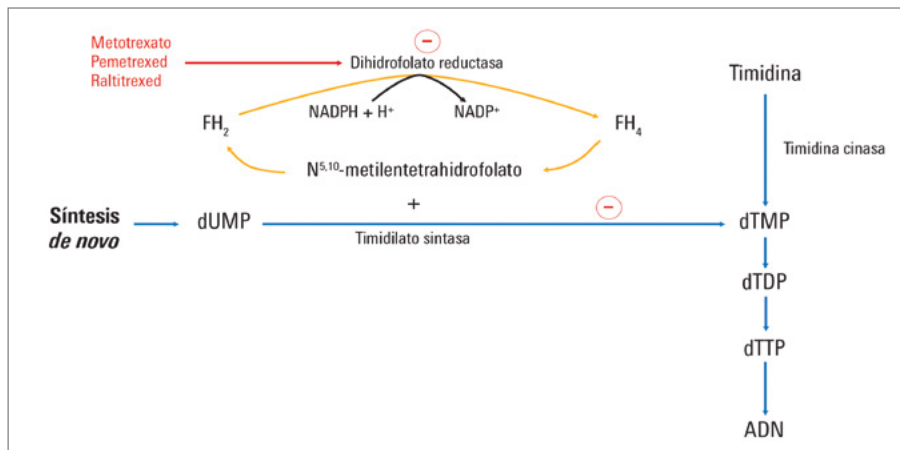 Metotrexato
Pemetrexed
Raltitrexed
−
Dihidrofolato reductasa
NADPH + H⁺
NADP⁺
FH₂
FH₄
N⁵,¹⁰-metilentetrahidrofolato
Timidina
Timidina cinasa
Síntesis
de novo
dUMP
+
Timidilato sintasa
−
dTMP
dTDP
dTTP
ADN